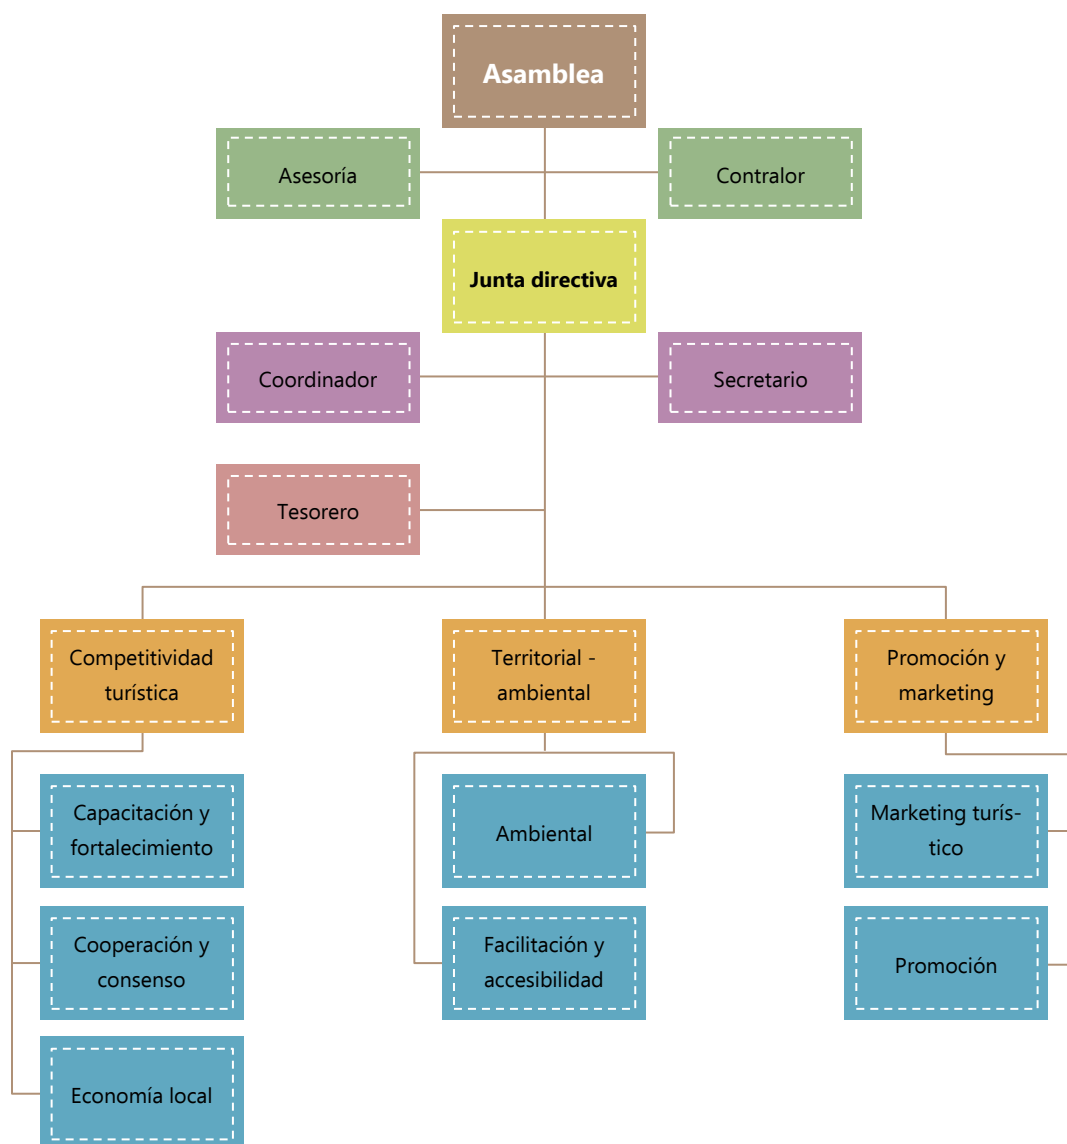 Asamblea
Asesoría
Contralor
Junta directiva
Coordinador
Secretario
Tesorero
Competitividad
turística
Territorial -
ambiental
Promoción y
marketing
Capacitación y
fortalecimiento
Ambiental
Marketing turís-
tico
Cooperación y
consenso
Facilitación y
accesibilidad
Promoción
Economía local